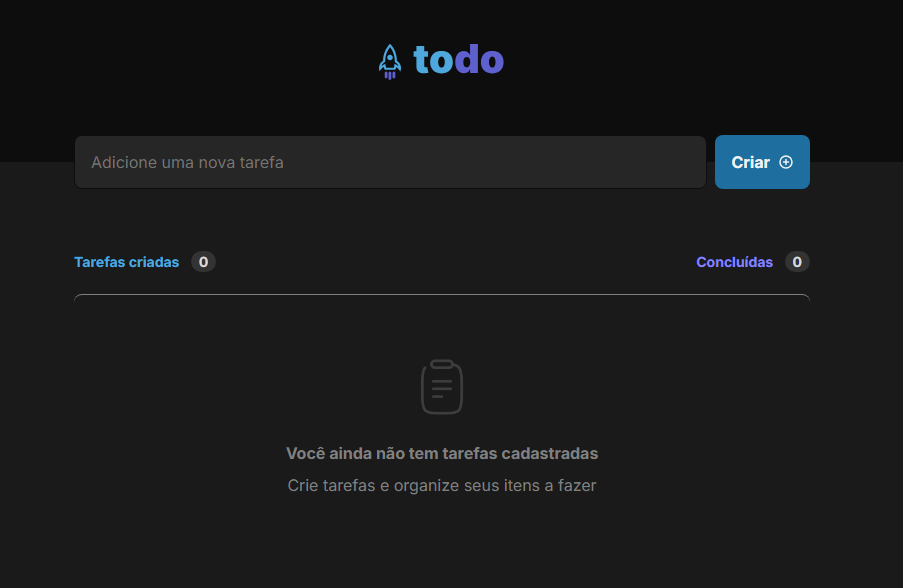 todo
Adicione uma nova tarefa
Criar
Tarefas criadas 0
Concluídas 0
Você ainda não tem tarefas cadastradas
Crie tarefas e organize seus itens a fazer